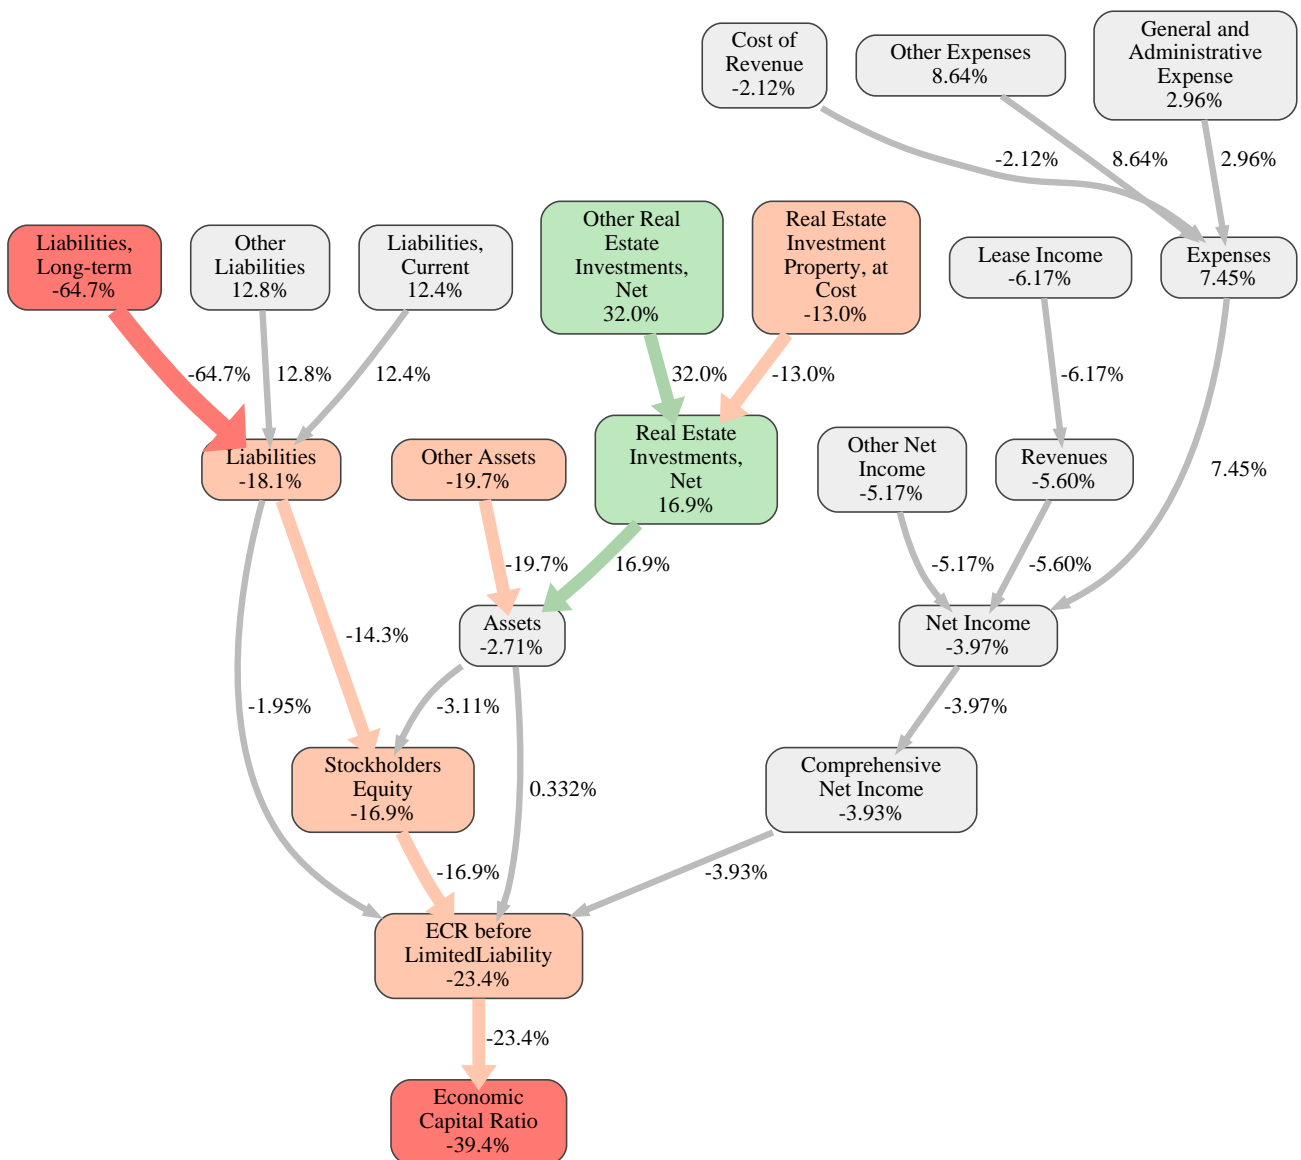 Cost of
Revenue
-2.12%
Other Expenses
8.64%
General and
Administrative
Expense
2.96%
-2.12%
8.64%
2.96%
Liabilities,
Long-term
-64.7%
Other
Liabilities
12.8%
Liabilities,
Current
12.4%
Other Real
Estate
Investments,
Net
32.0%
Real Estate
Investment
Property, at
Cost
-13.0%
Lease Income
-6.17%
Expenses
7.45%
-64.7%
12.8%
12.4%
32.0%
-13.0%
-6.17%
Liabilities
-18.1%
Other Assets
-19.7%
Real Estate
Investments,
Net
16.9%
Other Net
Income
-5.17%
Revenues
-5.60%
7.45%
-19.7%
16.9%
-5.17%
-5.60%
Assets
-2.71%
Net Income
-3.97%
-14.3%
-1.95%
-3.11%
-3.97%
Stockholders
Equity
-16.9%
0.332%
Comprehensive
Net Income
-3.93%
-16.9%
-3.93%
ECR before
LimitedLiability
-23.4%
-23.4%
Economic
Capital Ratio
-39.4%